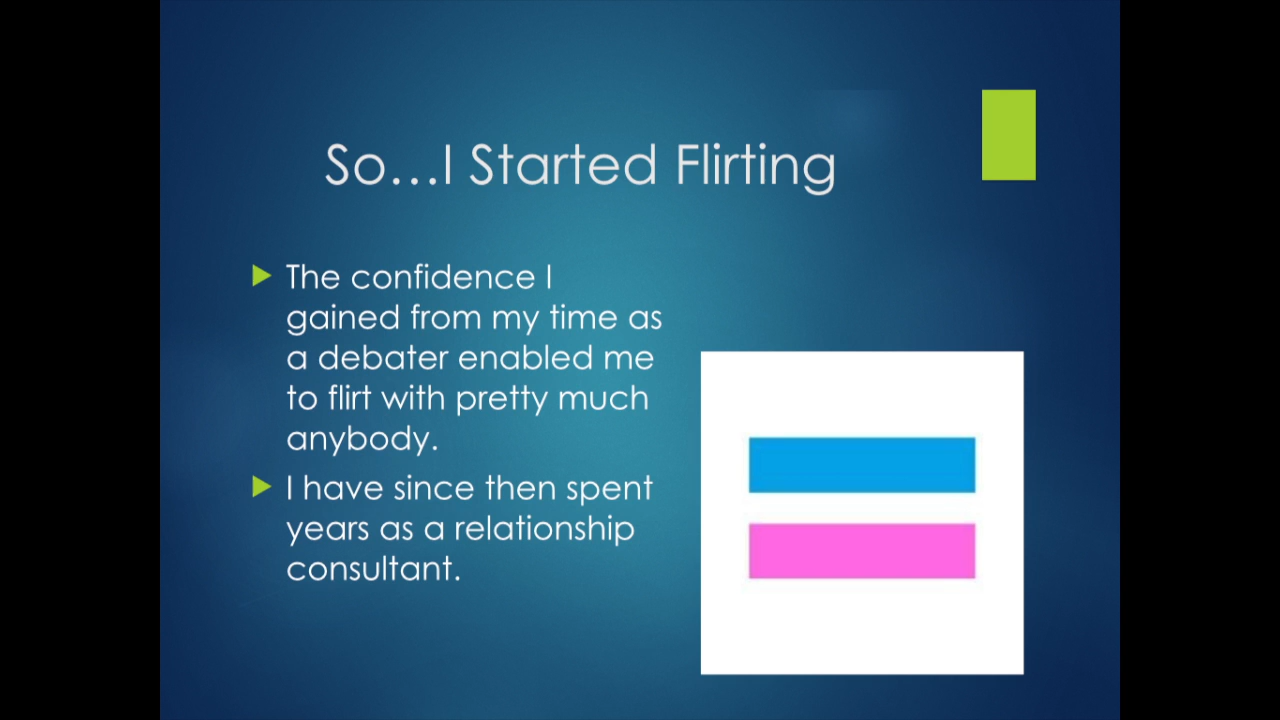 So...I Started Flirting
The confidence I
gained from my time as
a debater enabled me
to flirt with pretty much
anybody.
I have since then spent
years as a relationship
consultant.